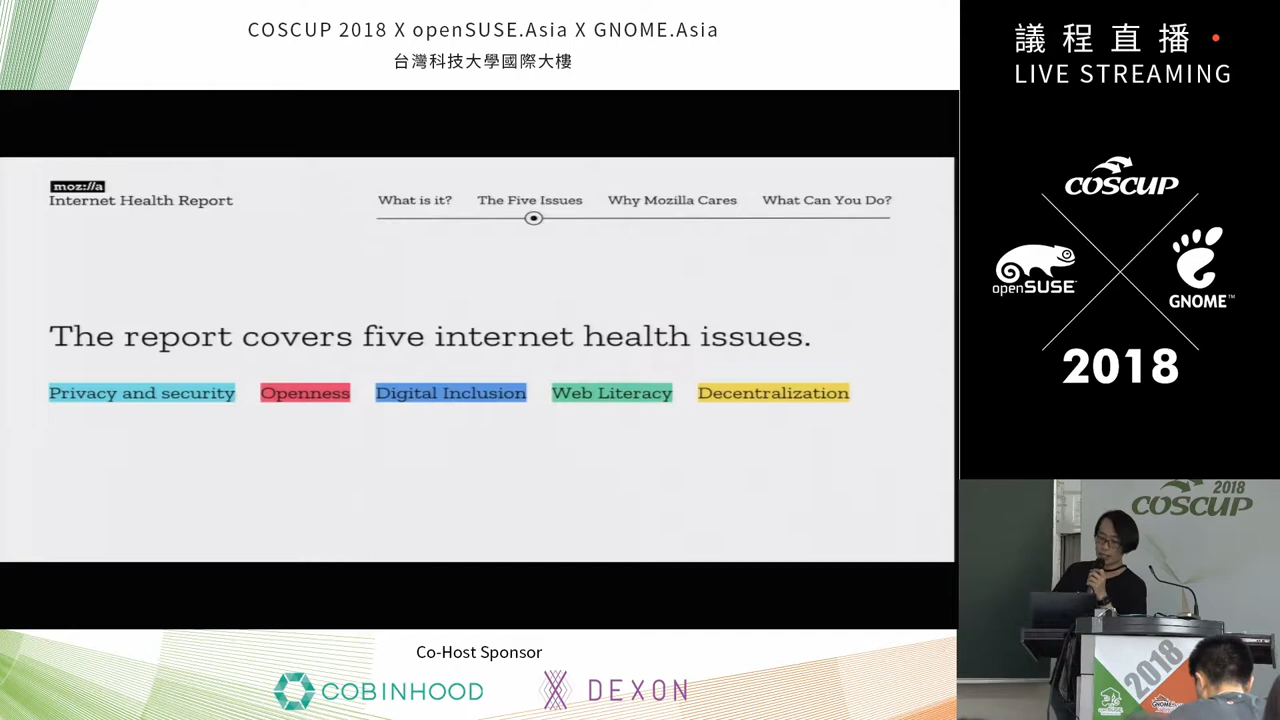 COSCUP 2018 X openSUSE.Asia X GNOME.Asia
台灣科技大學國際大樓
議程直播
LIVE STREAMING
moz://a
Internet Health Report
What is it?
The Five Issues
Why Mozilla Cares
What Can You Do?
The report covers five internet health issues.
Privacy and security
Openness
Digital Inclusion
Web Literacy
Decentralization
COSCUP
openSUSE
GNOME™
2018
2018
COSCUP
2018
Co-Host Sponsor
COBINHOOD
DEXON